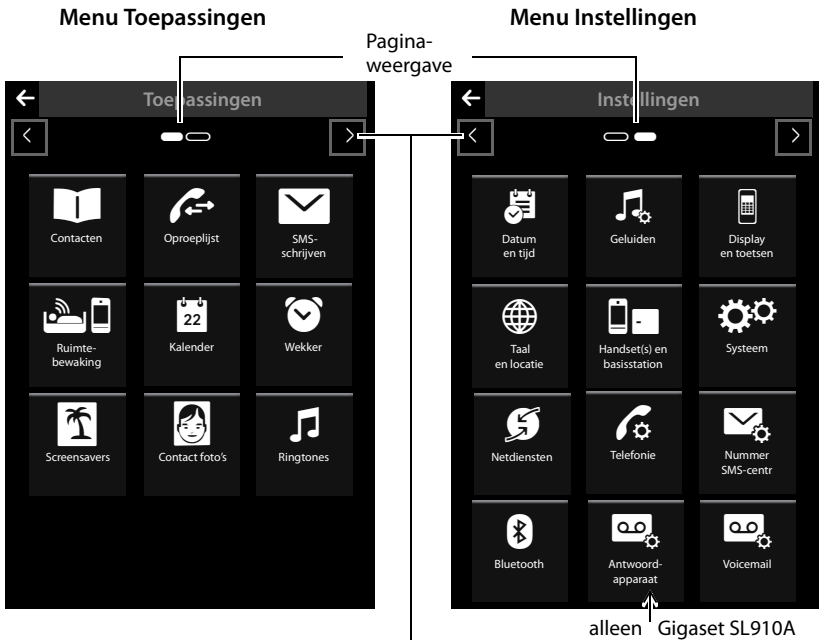 Menu Toepassingen
Menu Instellingen
Pagina-
weergave
Toepassingen
Contacten
Oproeplijst
SMS-
schrijven
Ruimte-
bewaking
22
Kalender
Wekker
Screensavers
Contact foto's
Ringtones
Instellingen
Datum
en tijd
Geluiden
Display
en toetsen
Taal
en locatie
Handset(s) en
basisstation
Systeem
Netdiensten
Telefonie
Nummer
SMS-centr
Bluetooth
Antwoord-
apparaat
Voicemail
alleen Gigaset SL910A